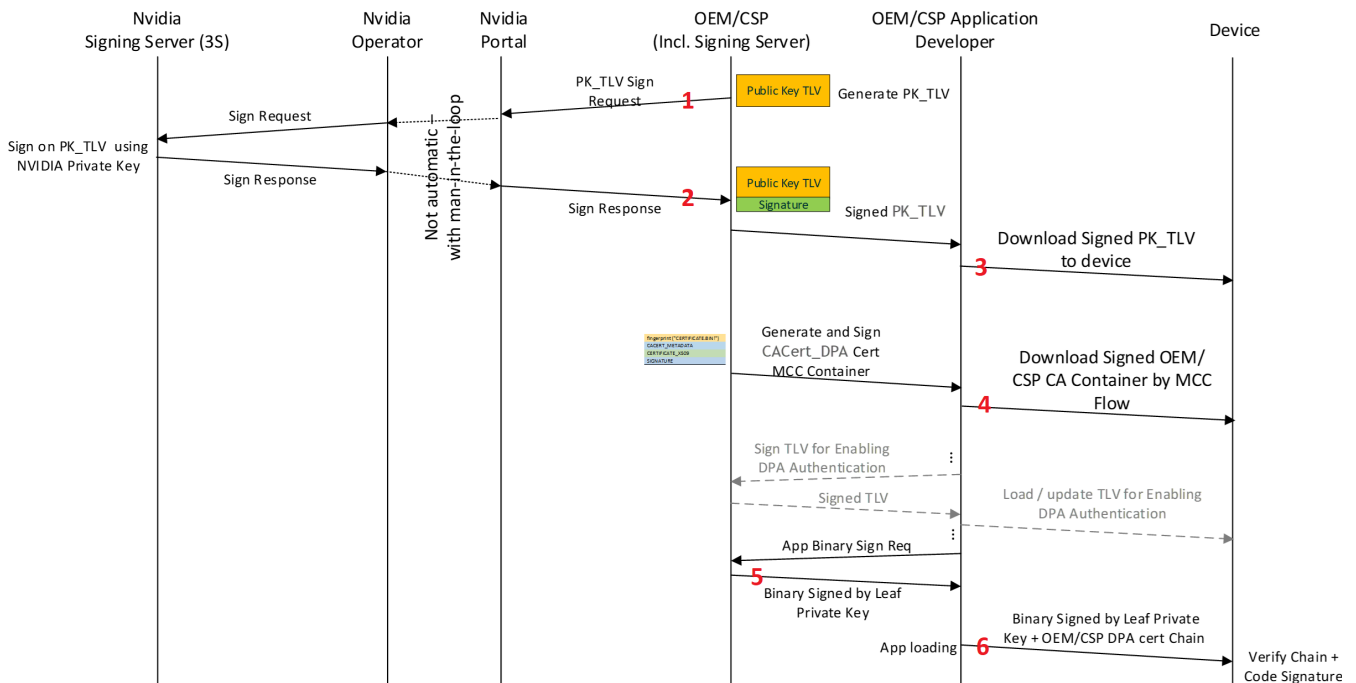 Nvidia
Signing Server (3S)
Nvidia
Operator
Nvidia
Portal
OEM/CSP
(Incl. Signing Server)
OEM/CSP Application
Developer
Device
PK_TLV Sign
Request
1
Public Key TLV
Generate PK_TLV
Sign Request
Sign on PK_TLV using
NVIDIA Private Key
Sign Response
Not automatic –
with man-in-the-loop
Sign Response
2
Public Key TLV
Signature
Signed PK_TLV
Download Signed PK_TLV
to device
3
fingerprint ("CERTIFICATE.BIN!")
CACERT_METADATA
CERTIFICATE_X509
SIGNATURE
Generate and Sign
CACert_DPA Cert
MCC Container
Download Signed OEM/
CSP CA Container by MCC
Flow
4
Sign TLV for Enabling
DPA Authentication
...
Signed TLV
Load / update TLV for Enabling
DPA Authentication
...
App Binary Sign Req
5
Binary Signed by Leaf
Private Key
App loading
6
Binary Signed by Leaf Private
Key + OEM/CSP DPA cert Chain
Verify Chain +
Code Signature